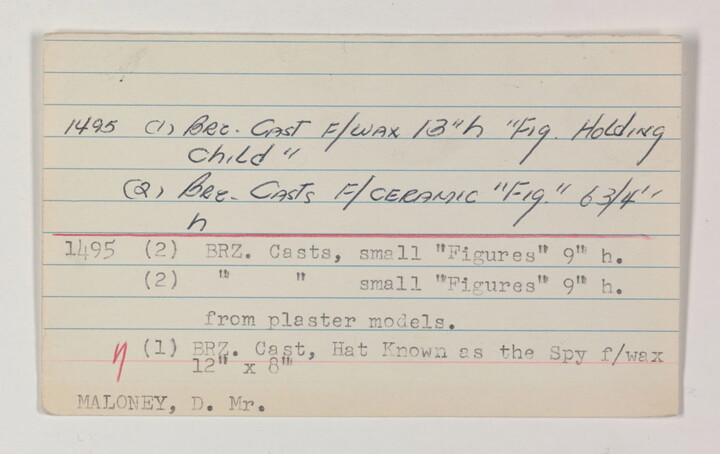 1495 (1) BRZ. CAST F/WAX 13"h "Fig. Holding
Child"
(2) BRZ. CASTS F/CERAMIC "FIG." 6 3/4"
h
1495 (2) BRZ. Casts, small "Figures" 9" h.
(2) " " small "Figures" 9" h.
from plaster models.
(1) BRZ. Cast, Hat Known as the Spy f/wax
12" x 8"
MALONEY, D. Mr.